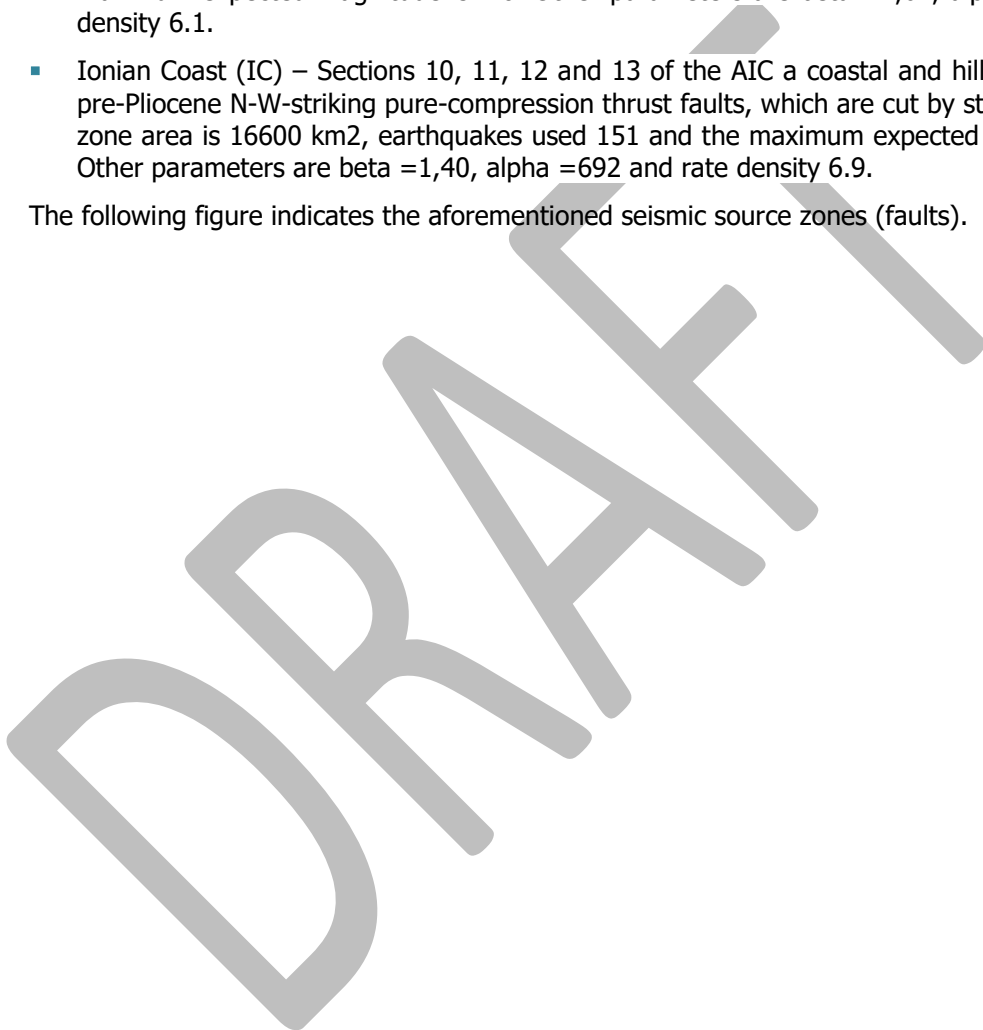 density 6.1.
▪ Ionian Coast (IC) – Sections 10, 11, 12 and 13 of the AIC a coastal and hill
pre-Pliocene N-W-striking pure-compression thrust faults, which are cut by st
zone area is 16600 km2, earthquakes used 151 and the maximum expected
Other parameters are beta =1,40, alpha =692 and rate density 6.9.
The following figure indicates the aforementioned seismic source zones (faults).
DRAFT